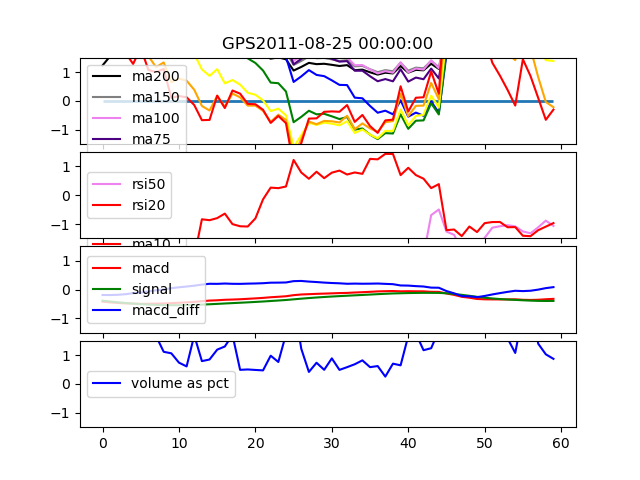 GPS2011-08-25 00:00:00
1
0
−1
ma200
ma150
ma100
ma75
1
0
−1
rsi50
rsi20
ma10
1
0
−1
macd
signal
macd_diff
1
0
−1
volume as pct
0 10 20 30 40 50 60